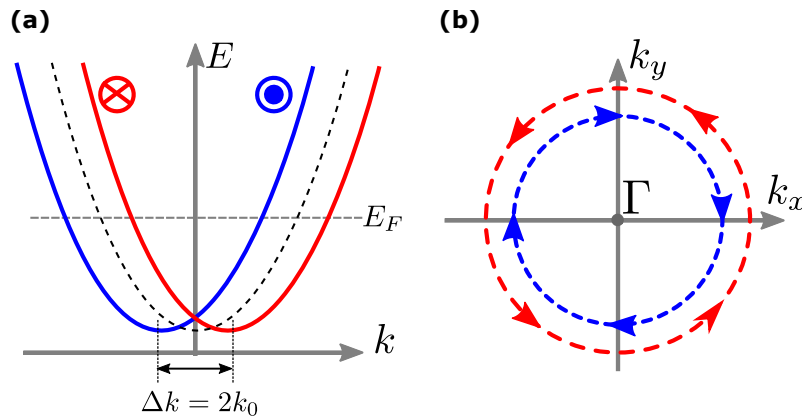 (a)
E
E_F
k
Δk = 2k_0
(b)
k_y
Γ
k_x